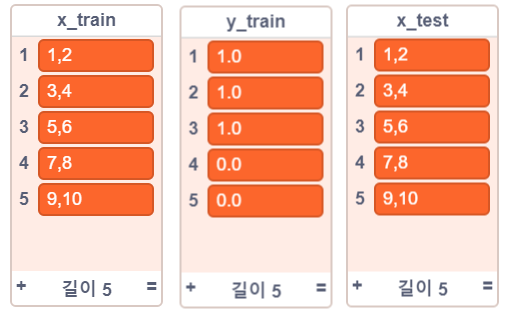 x_train
1 1,2
2 3,4
3 5,6
4 7,8
5 9,10
+ 길이 5 =
y_train
1 1.0
2 1.0
3 1.0
4 0.0
5 0.0
+ 길이 5 =
x_test
1 1,2
2 3,4
3 5,6
4 7,8
5 9,10
+ 길이 5 =